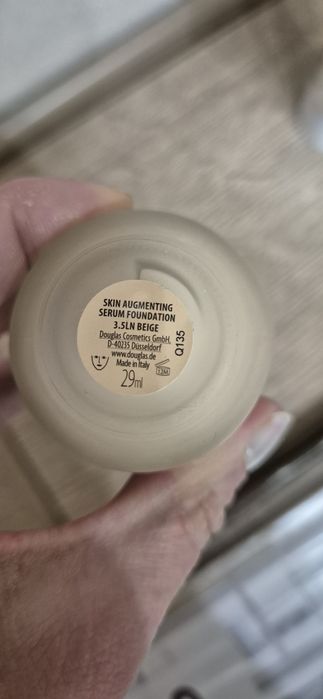 SKIN AUGMENTING
SERUM FOUNDATION
3.5LN BEIGE
Douglas Cosmetics GmbH,
D-40235 Düsseldorf
www.douglas.de
Made in Italy
29ml
12M
Q135